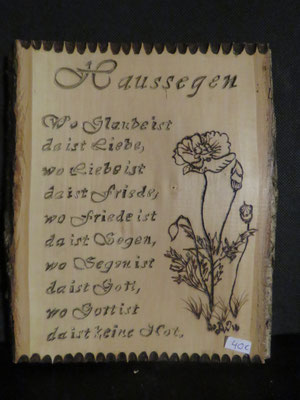 Haussegen
Wo Glaube ist
da ist Liebe,
wo Liebe ist
da ist Friede,
wo Friede ist
da ist Segen,
wo Segen ist
da ist Gott,
wo Gott ist
da ist keine Not.
40€